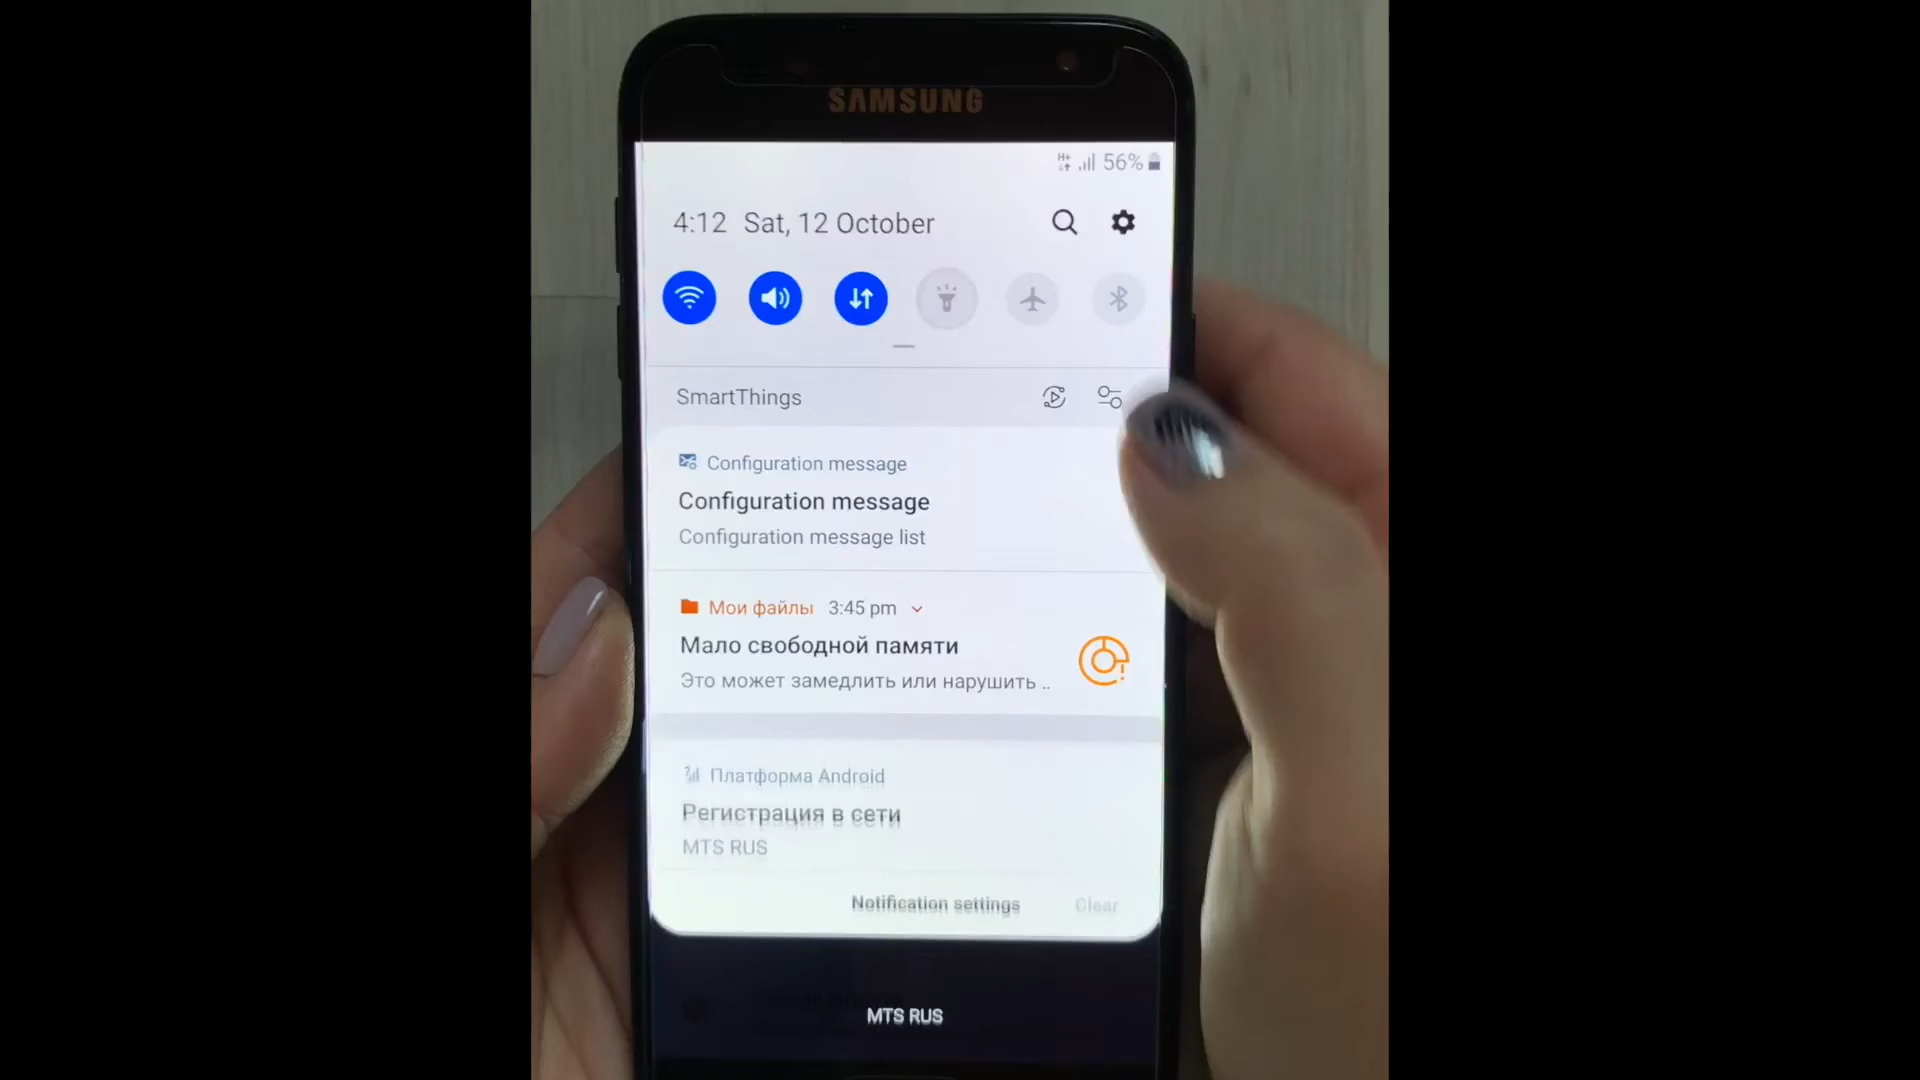 SAMSUNG
H+ 56%
4:12 Sat, 12 October
SmartThings
Configuration message
Configuration message
Configuration message list
Мои файлы 3:45 pm
Мало свободной памяти
Это может замедлить или нарушить ..
Платформа Android
Регистрация в сети
MTS RUS
Notification settings Clear
MTS RUS